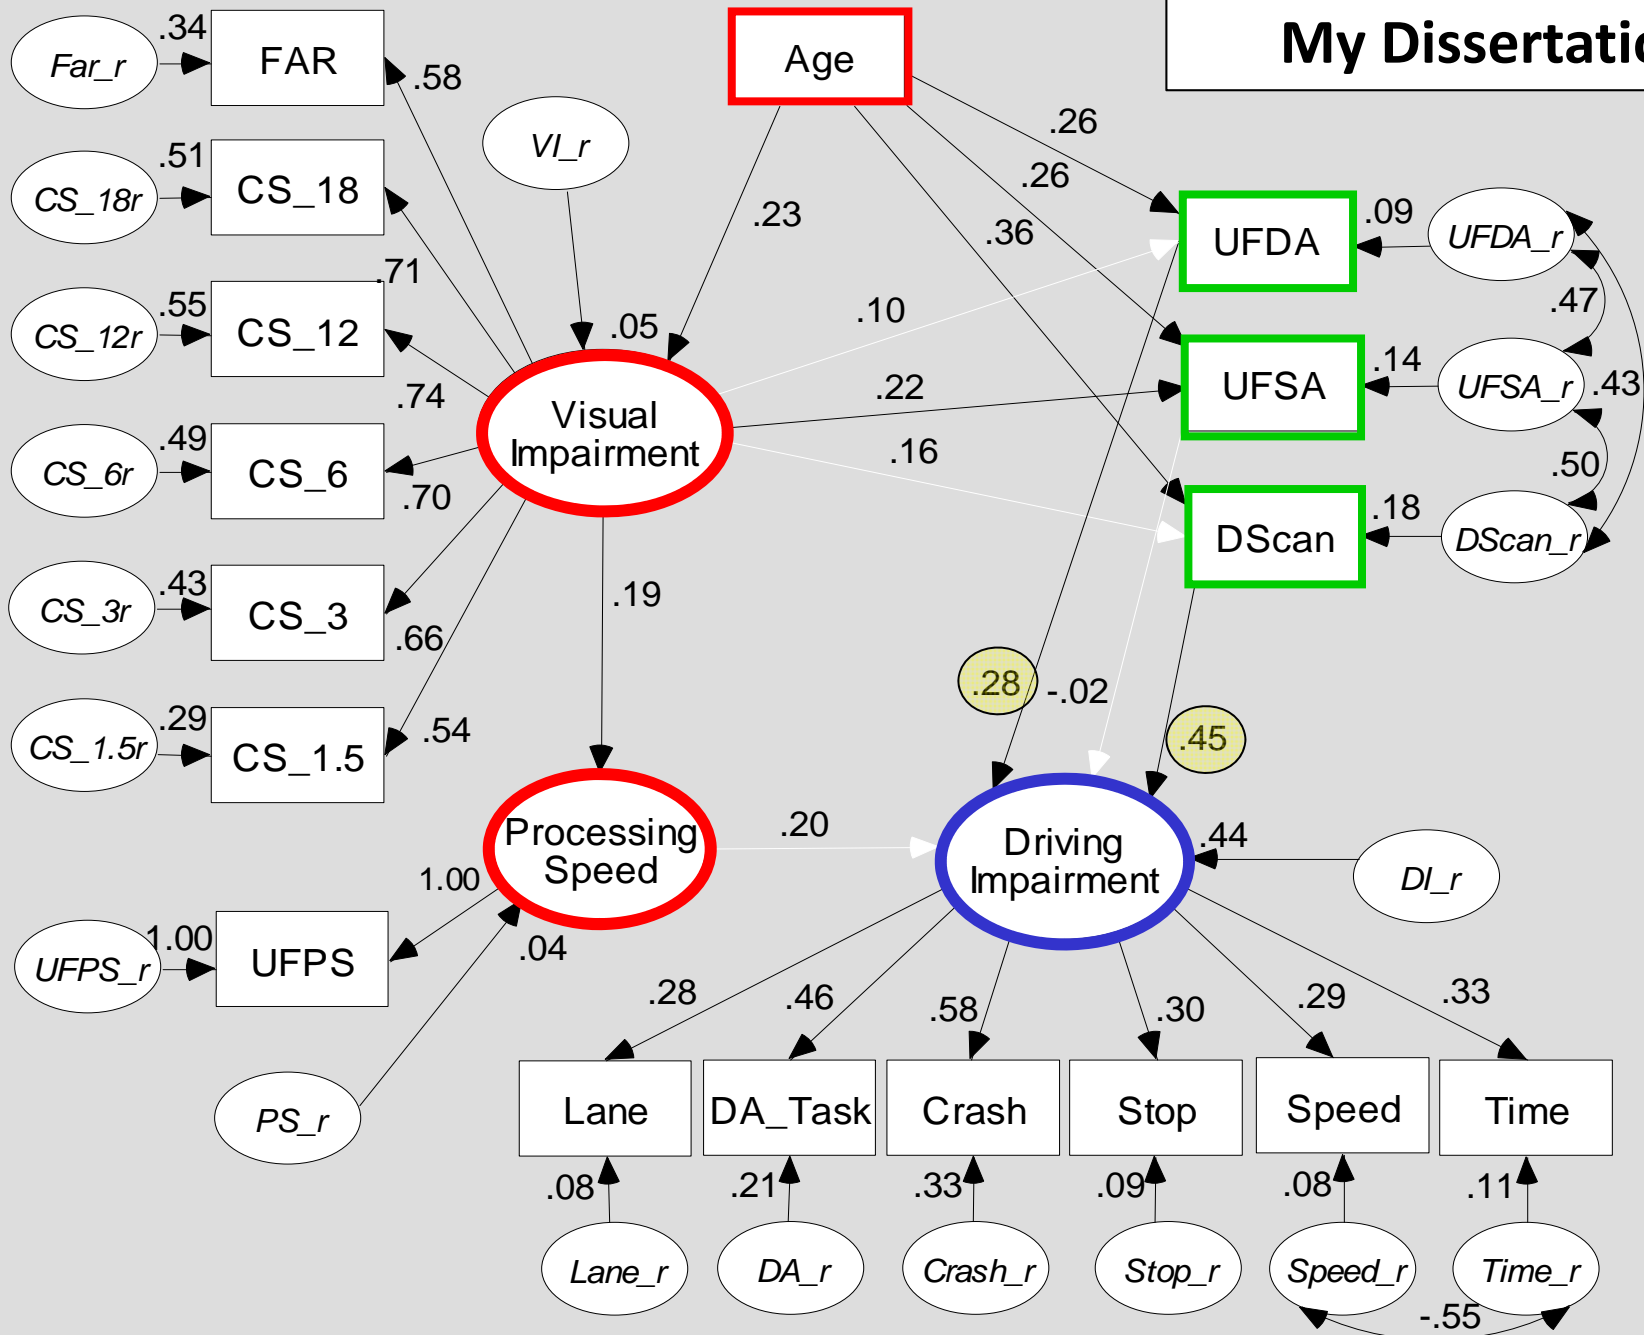 My Dissertatio
Far_r
.34
FAR
.58
Age
VI_r
.26
.26
.36
.23
CS_18r
.51
CS_18
.71
UFDA
.09
UFDA_r
.47
CS_12r
.55
CS_12
.74
.05
.10
Visual
Impairment
.22
UFSA
.14
UFSA_r
.43
CS_6r
.49
CS_6
.70
.16
.50
DScan
.18
DScan_r
CS_3r
.43
CS_3
.66
.19
.28
-.02
.45
CS_1.5r
.29
CS_1.5
.54
Processing
Speed
.20
Driving
Impairment
.44
DI_r
1.00
UFPS_r
1.00
UFPS
.04
PS_r
.28
.46
.58
.30
.29
.33
Lane
DA_Task
Crash
Stop
Speed
Time
.08
.21
.33
.09
.08
.11
Lane_r
DA_r
Crash_r
Stop_r
Speed_r
Time_r
-.55